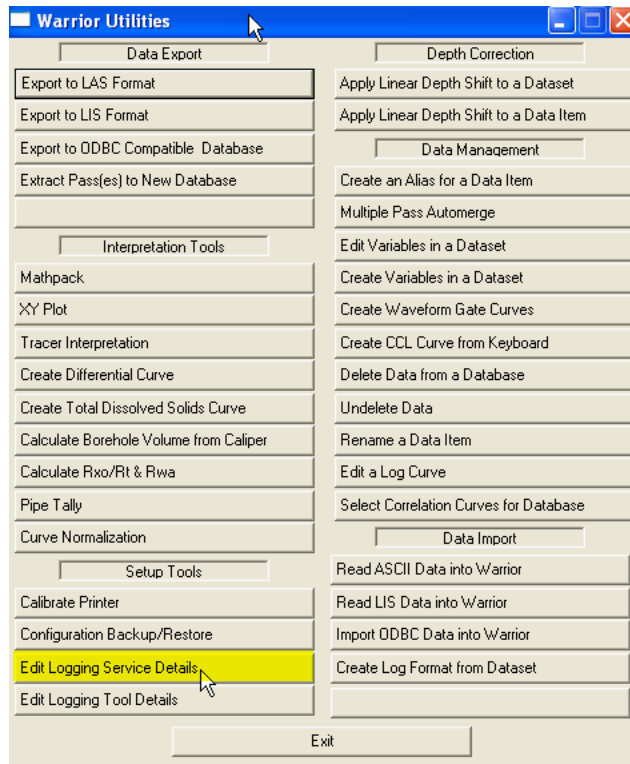 Warrior Utilities
Data Export
Export to LAS Format
Export to LIS Format
Export to ODBC Compatible Database
Extract Pass(es) to New Database
Interpretation Tools
Mathpack
XY Plot
Tracer Interpretation
Create Differential Curve
Create Total Dissolved Solids Curve
Calculate Borehole Volume from Caliper
Calculate Rxo/Rt & Rwa
Pipe Tally
Curve Normalization
Setup Tools
Calibrate Printer
Configuration Backup/Restore
Edit Logging Service Details
Edit Logging Tool Details
Depth Correction
Apply Linear Depth Shift to a Dataset
Apply Linear Depth Shift to a Data Item
Data Management
Create an Alias for a Data Item
Multiple Pass Automerge
Edit Variables in a Dataset
Create Variables in a Dataset
Create Waveform Gate Curves
Create CCL Curve from Keyboard
Delete Data from a Database
Undelete Data
Rename a Data Item
Edit a Log Curve
Select Correlation Curves for Database
Data Import
Read ASCII Data into Warrior
Read LIS Data into Warrior
Import ODBC Data into Warrior
Create Log Format from Dataset
Exit